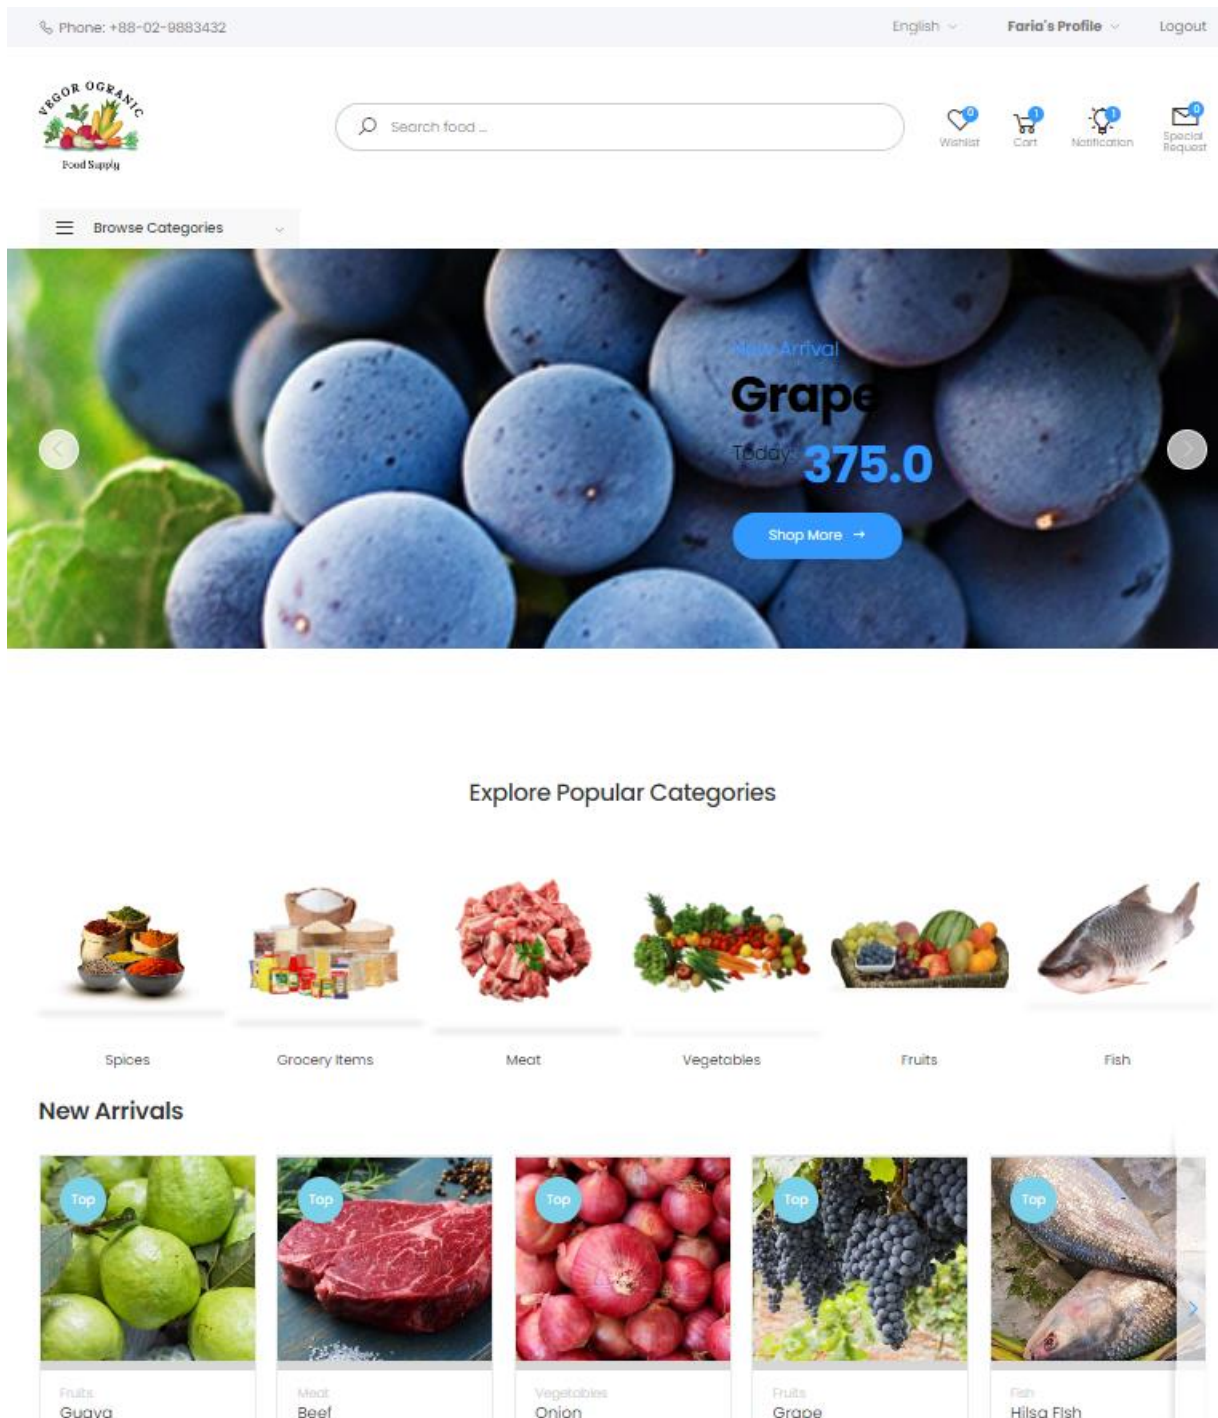 Phone: +88-02-9883432
English
Faria's Profile
Logout
VEGOR OGRANIC
Food Supply
Search food ...
0
Wishlist
1
Cart
1
Notification
0
Special
Request
Browse Categories
New Arrival
Grape
Today: 375.0
Shop More →
Explore Popular Categories
Spices
Grocery Items
Meat
Vegetables
Fruits
Fish
New Arrivals
Top
Top
Top
Top
Top
Fruits
Guava
Meat
Beef
Vegetables
Onion
Fruits
Grape
Fish
Hilsa FIsh